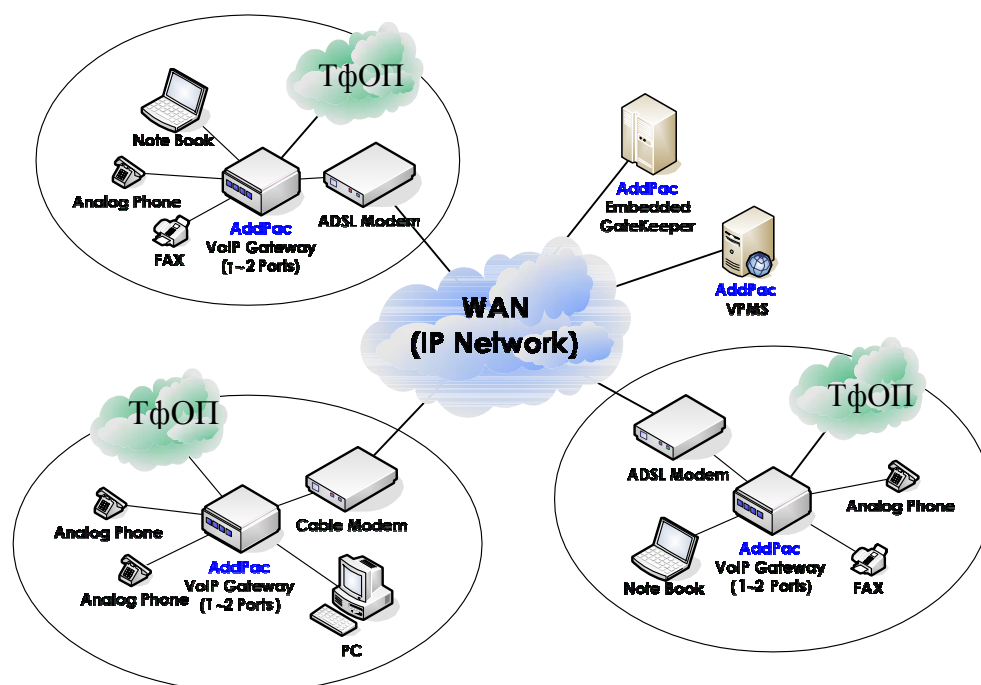 ТфОП
Note Book
Analog Phone
FAX
AddPac
VoIP Gateway
(1~2 Ports)
ADSL Modem
AddPac
Embedded
GateKeeper
AddPac
VPMS
WAN
(IP Network)
ТфОП
Analog Phone
Analog Phone
AddPac
VoIP Gateway
(1~2 Ports)
Cable Modem
PC
ТфОП
ADSL Modem
Analog Phone
Note Book
AddPac
VoIP Gateway
(1~2 Ports)
FAX